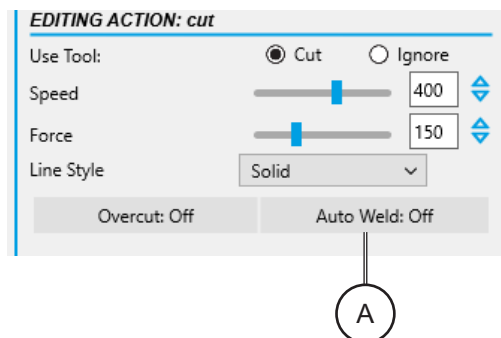 EDITING ACTION: cut
Use Tool: Cut Ignore
Speed 400
Force 150
Line Style Solid
Overcut: Off Auto Weld: Off
A